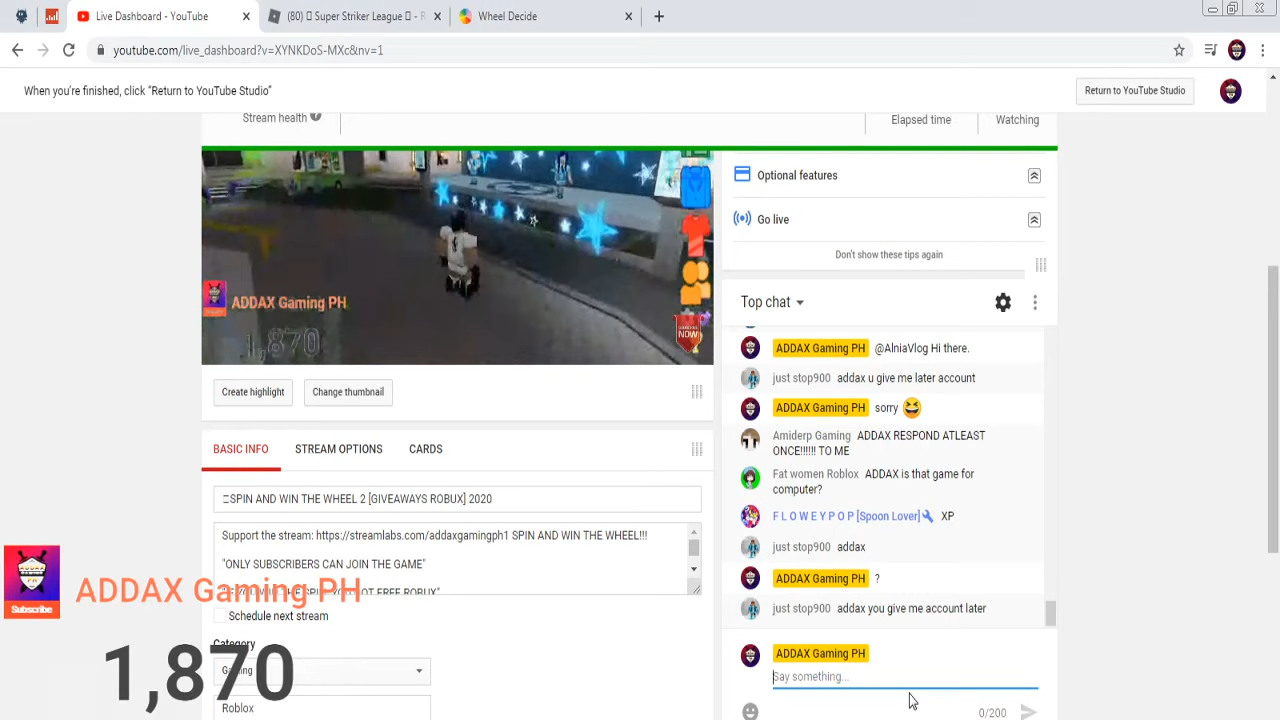 Live Dashboard - YouTube
(80) Super Striker League
Wheel Decide
youtube.com/live_dashboard?v=XYNKDoS-MXc&nv=1
When you're finished, click “Return to YouTube Studio”
Return to YouTube Studio
Stream health
Elapsed time
Watching
Optional features
Go live
Don't show these tips again
ADDAX Gaming PH
1,870
NOW
Top chat
ADDAX Gaming PH @AlniaVlog Hi there.
just stop900 addax u give me later account
ADDAX Gaming PH sorry
Amiderp Gaming ADDAX RESPOND ATLEAST
ONCE!!!!!! TO ME
Fat women Roblox ADDAX is that game for
computer?
F L O W E Y P O P [Spoon Lover] XP
just stop900 addax
ADDAX Gaming PH ?
just stop900 addax you give me account later
ADDAX Gaming PH
Say something...
0/200
Create highlight
Change thumbnail
BASIC INFO
STREAM OPTIONS
CARDS
SPIN AND WIN THE WHEEL 2 [GIVEAWAYS ROBUX] 2020
Support the stream: https://streamlabs.com/addaxgamingph1 SPIN AND WIN THE WHEEL!!!
"ONLY SUBSCRIBERS CAN JOIN THE GAME"
Schedule next stream
Category
Gaming
Roblox
Subscribe
ADDAX Gaming PH
1,870